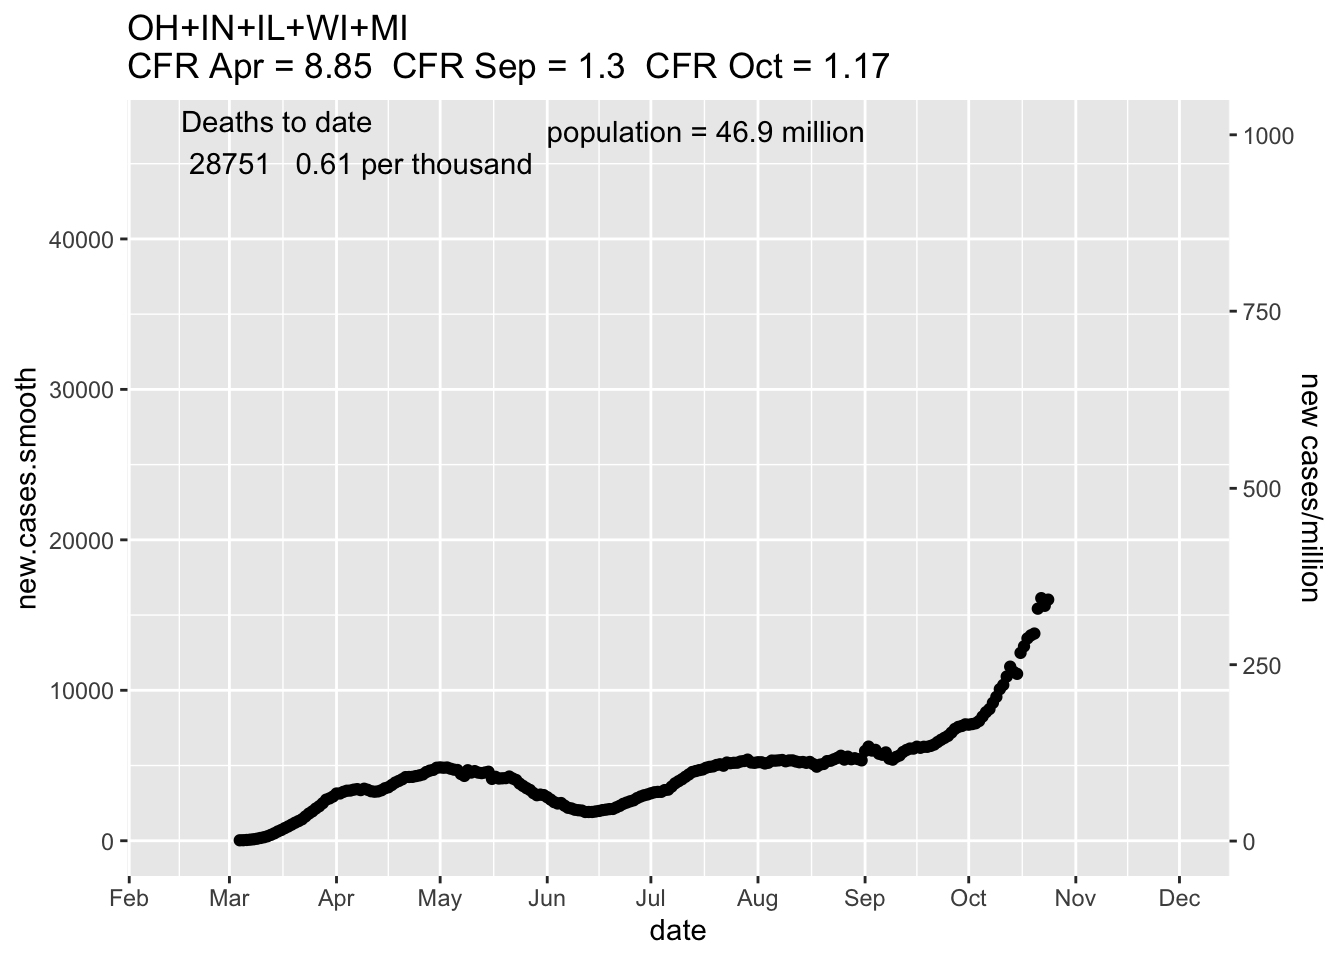 OH+IN+IL+WI+MI
CFR Apr = 8.85  CFR Sep = 1.3  CFR Oct = 1.17
Deaths to date
28751   0.61 per thousand
population = 46.9 million
new.cases.smooth
40000
30000
20000
10000
0
1000
750
500
250
0
new cases/million
Feb Mar Apr May Jun Jul Aug Sep Oct Nov Dec
date